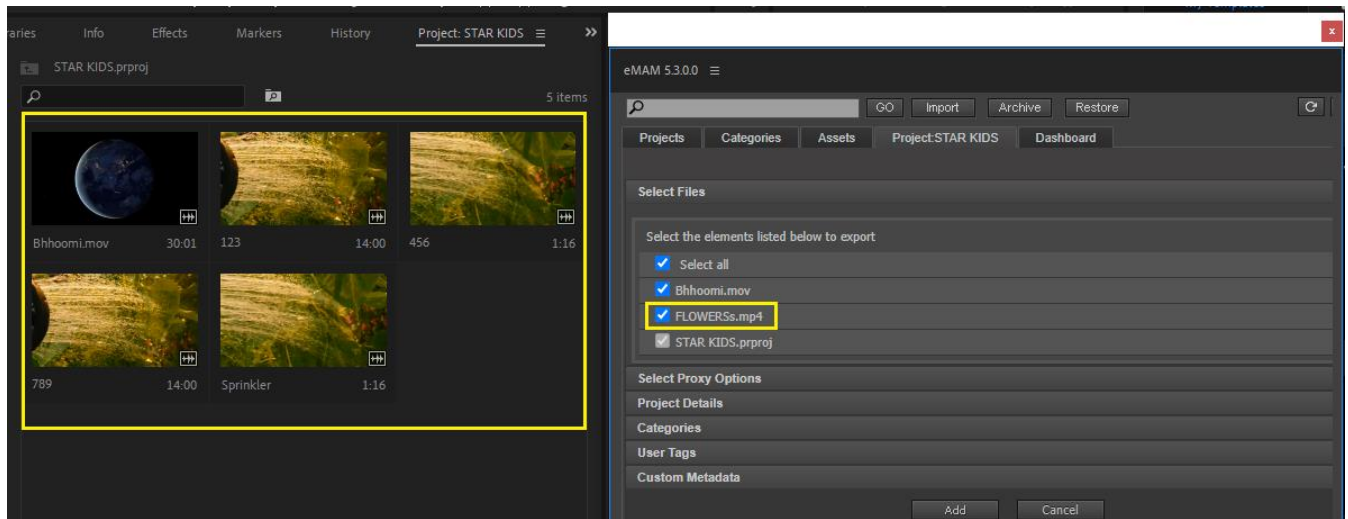 Info Effects Markers History Project: STAR KIDS ☰ »
STAR KIDS.prproj
5 items
Bhhoomi.mov 30:01 123 14:00 456 1:16
789 14:00 Sprinkler 1:16
x
eMAM 5.3.0.0 ☰
GO Import Archive Restore
Projects Categories Assets Project:STAR KIDS Dashboard
Select Files
Select the elements listed below to export
Select all
Bhhoomi.mov
FLOWERSs.mp4
STAR KIDS.prproj
Select Proxy Options
Project Details
Categories
User Tags
Custom Metadata
Add Cancel